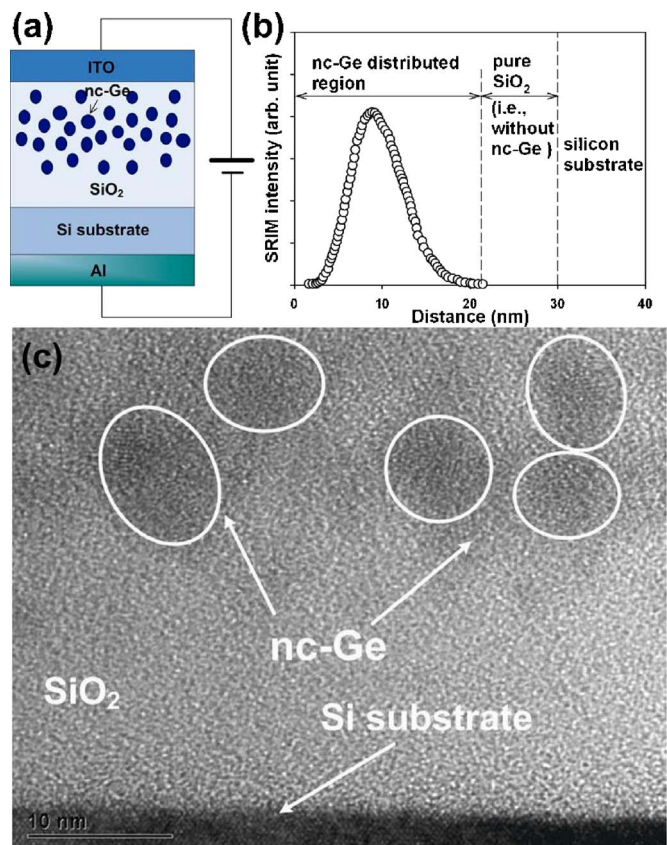 (a)
ITO
nc-Ge
SiO₂
Si substrate
Al
(b)
SRIM intensity (arb. unit)
nc-Ge distributed
region
pure
SiO₂
(i.e.,
without
nc-Ge )
silicon
substrate
0 10 20 30 40
Distance (nm)
(c)
nc-Ge
SiO₂
Si substrate
10 nm